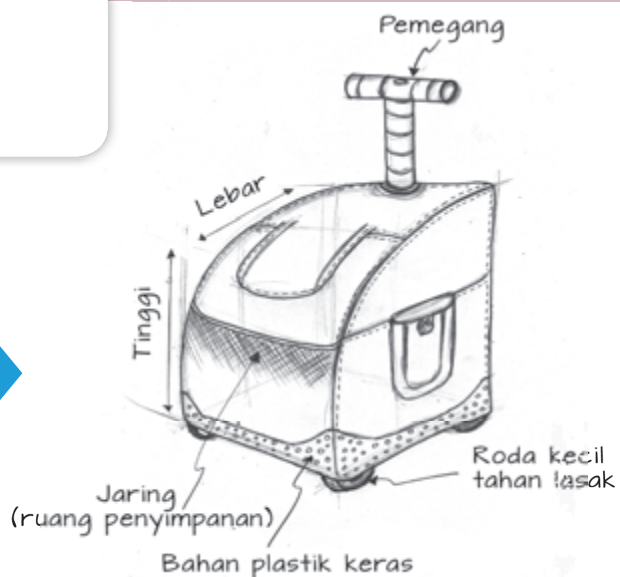 Pemegang
Lebar
Tinggi
Roda kecil
tahan lasak
Jaring
(ruang penyimpanan)
Bahan plastik keras